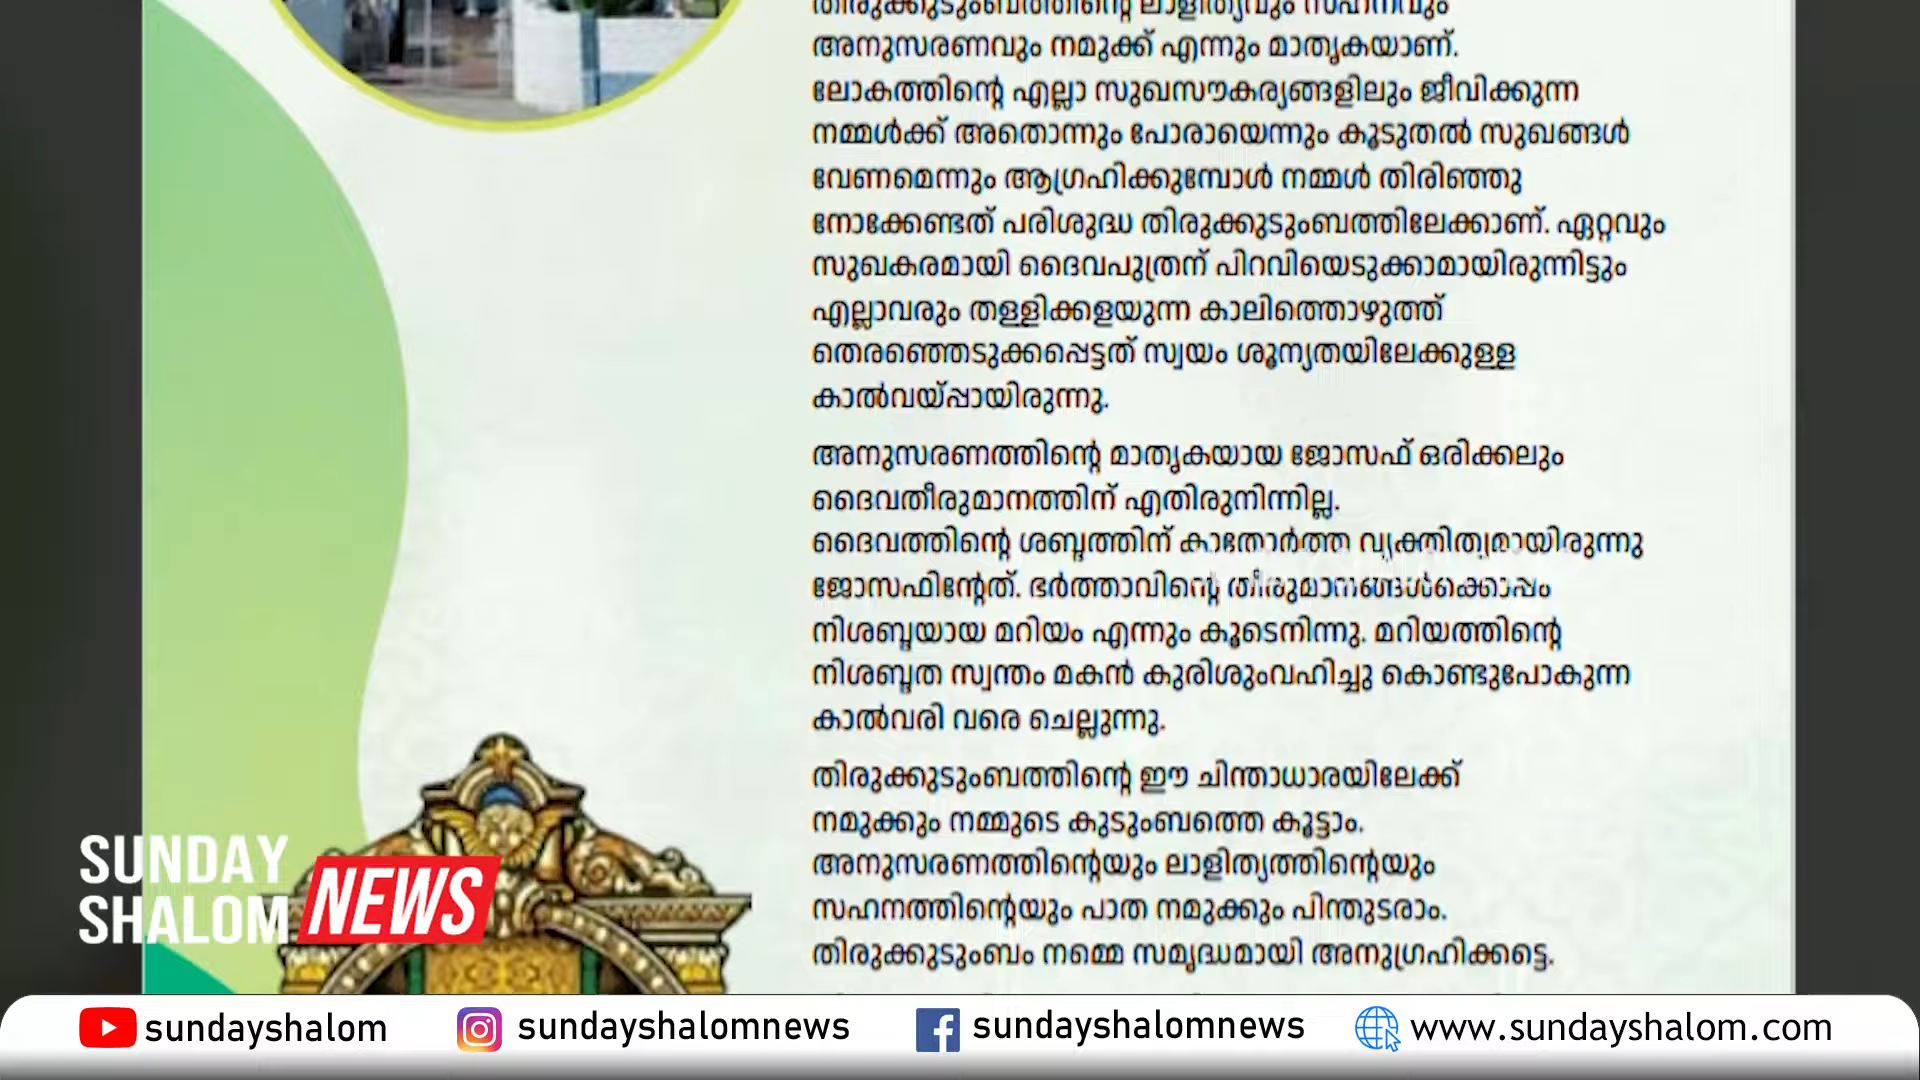 തിരുക്കുടുംബത്തിന്റെ ലാളിത്യവും സഹനവും
അനുസരണവും നമുക്ക് എന്നും മാതൃകയാണ്.
ലോകത്തിന്റെ എല്ലാ സുഖസൗകര്യങ്ങളിലും ജീവിക്കുന്ന
നമ്മൾക്ക് അതൊന്നും പോരായെന്നും കൂടുതൽ സുഖങ്ങൾ
വേണമെന്നും ആഗ്രഹിക്കുമ്പോൾ നമ്മൾ തിരിഞ്ഞു
നോക്കേണ്ടത് പരിശുദ്ധ തിരുക്കുടുംബത്തിലേക്കാണ്. ഏറ്റവും
സുഖകരമായി ദൈവപുത്രന് പിറവിയെടുക്കാമായിരുന്നിട്ടും
എല്ലാവരും തള്ളിക്കളയുന്ന കാലിത്തൊഴുത്ത്
തെരഞ്ഞെടുക്കപ്പെട്ടത് സ്വയം ശൂന്യതയിലേക്കുള്ള
കാൽവയ്പ്പായിരുന്നു.
അനുസരണത്തിന്റെ മാതൃകയായ ജോസഫ് ഒരിക്കലും
ദൈവതീരുമാനത്തിന് എതിരുനിന്നില്ല.
ദൈവത്തിന്റെ ശബ്ദത്തിന് കാതോർത്ത വ്യക്തിത്വമായിരുന്നു
ജോസഫിന്റേത്. ഭർത്താവിന്റെ തീരുമാനങ്ങൾക്കൊപ്പം
നിശബ്ദയായ മറിയം എന്നും കൂടെനിന്നു. മറിയത്തിന്റെ
നിശബ്ദത സ്വന്തം മകൻ കുരിശുംവഹിച്ചു കൊണ്ടുപോകുന്ന
കാൽവരി വരെ ചെല്ലുന്നു.
തിരുക്കുടുംബത്തിന്റെ ഈ ചിന്താധാരയിലേക്ക്
നമുക്കും നമ്മുടെ കുടുംബത്തെ കൂട്ടാം.
അനുസരണത്തിന്റെയും ലാളിത്യത്തിന്റെയും
സഹനത്തിന്റെയും പാത നമുക്കും പിന്തുടരാം.
തിരുക്കുടുംബം നമ്മെ സമൃദ്ധമായി അനുഗ്രഹിക്കട്ടെ.
SUNDAY
SHALOM NEWS
sundayshalom sundayshalomnews sundayshalomnews www.sundayshalom.com